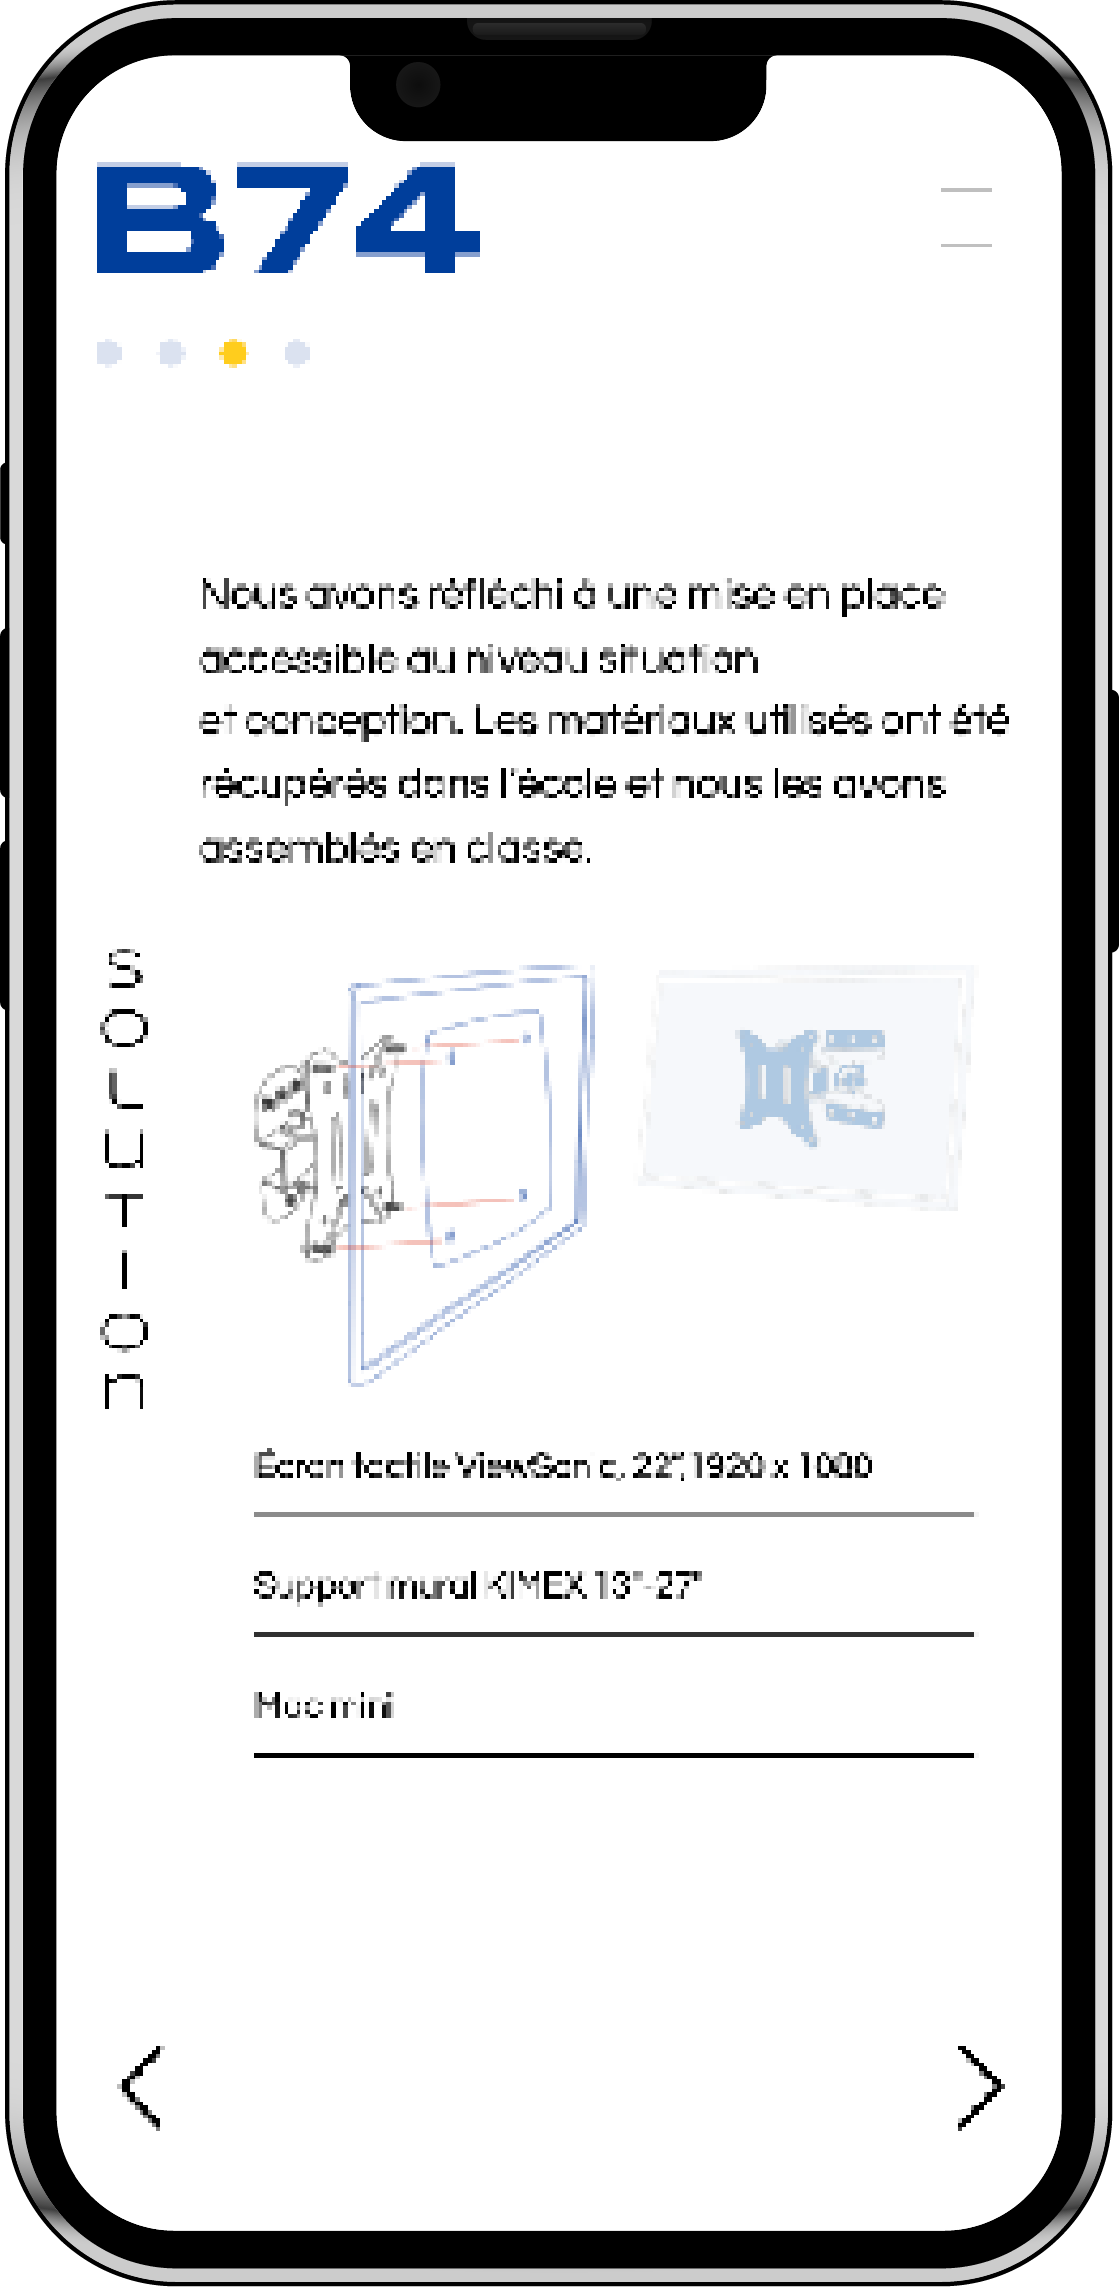 B74
Nous avons réfléchi à une mise en place
accessible au niveau situation
et conception. Les matériaux utilisés ont été
récupérés dans l'école et nous les avons
assemblés en classe.
SOLUTIOn
Écran tactile ViewSonic, 22", 1920 x 1080
Support mural KIMEX 13"-27"
Mac mini